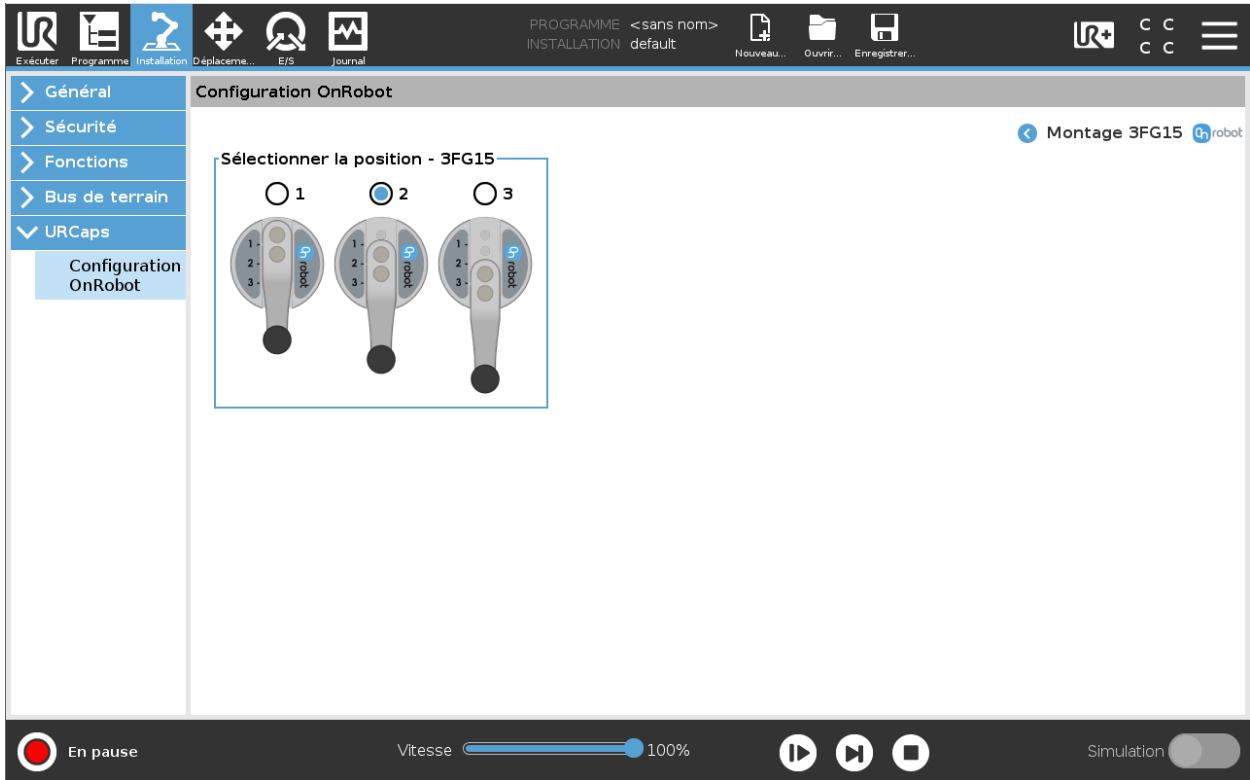 PROGRAMME <sans nom>
INSTALLATION default
Exécuter
Programme
Installation
Déplaceme...
E/S
Journal
Nouveau...
Ouvrir...
Enregistrer...
UR+
C C
C C
Général
Sécurité
Fonctions
Bus de terrain
URCaps
Configuration
OnRobot
Configuration OnRobot
Montage 3FG15 OnRobot
Sélectionner la position - 3FG15
1 2 3
1- 1- 1-
2- 2- 2-
3- 3- 3-
robot robot robot
En pause
Vitesse 100%
Simulation